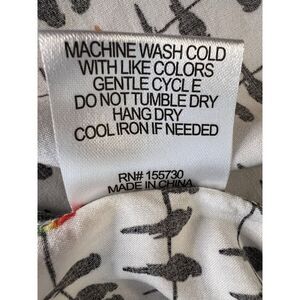 MACHINE WASH COLD
WITH LIKE COLORS
GENTLE CYCLE
DO NOT TUMBLE DRY
HANG DRY
COOL IRON IF NEEDED
RN# 155730
MADE IN CHINA